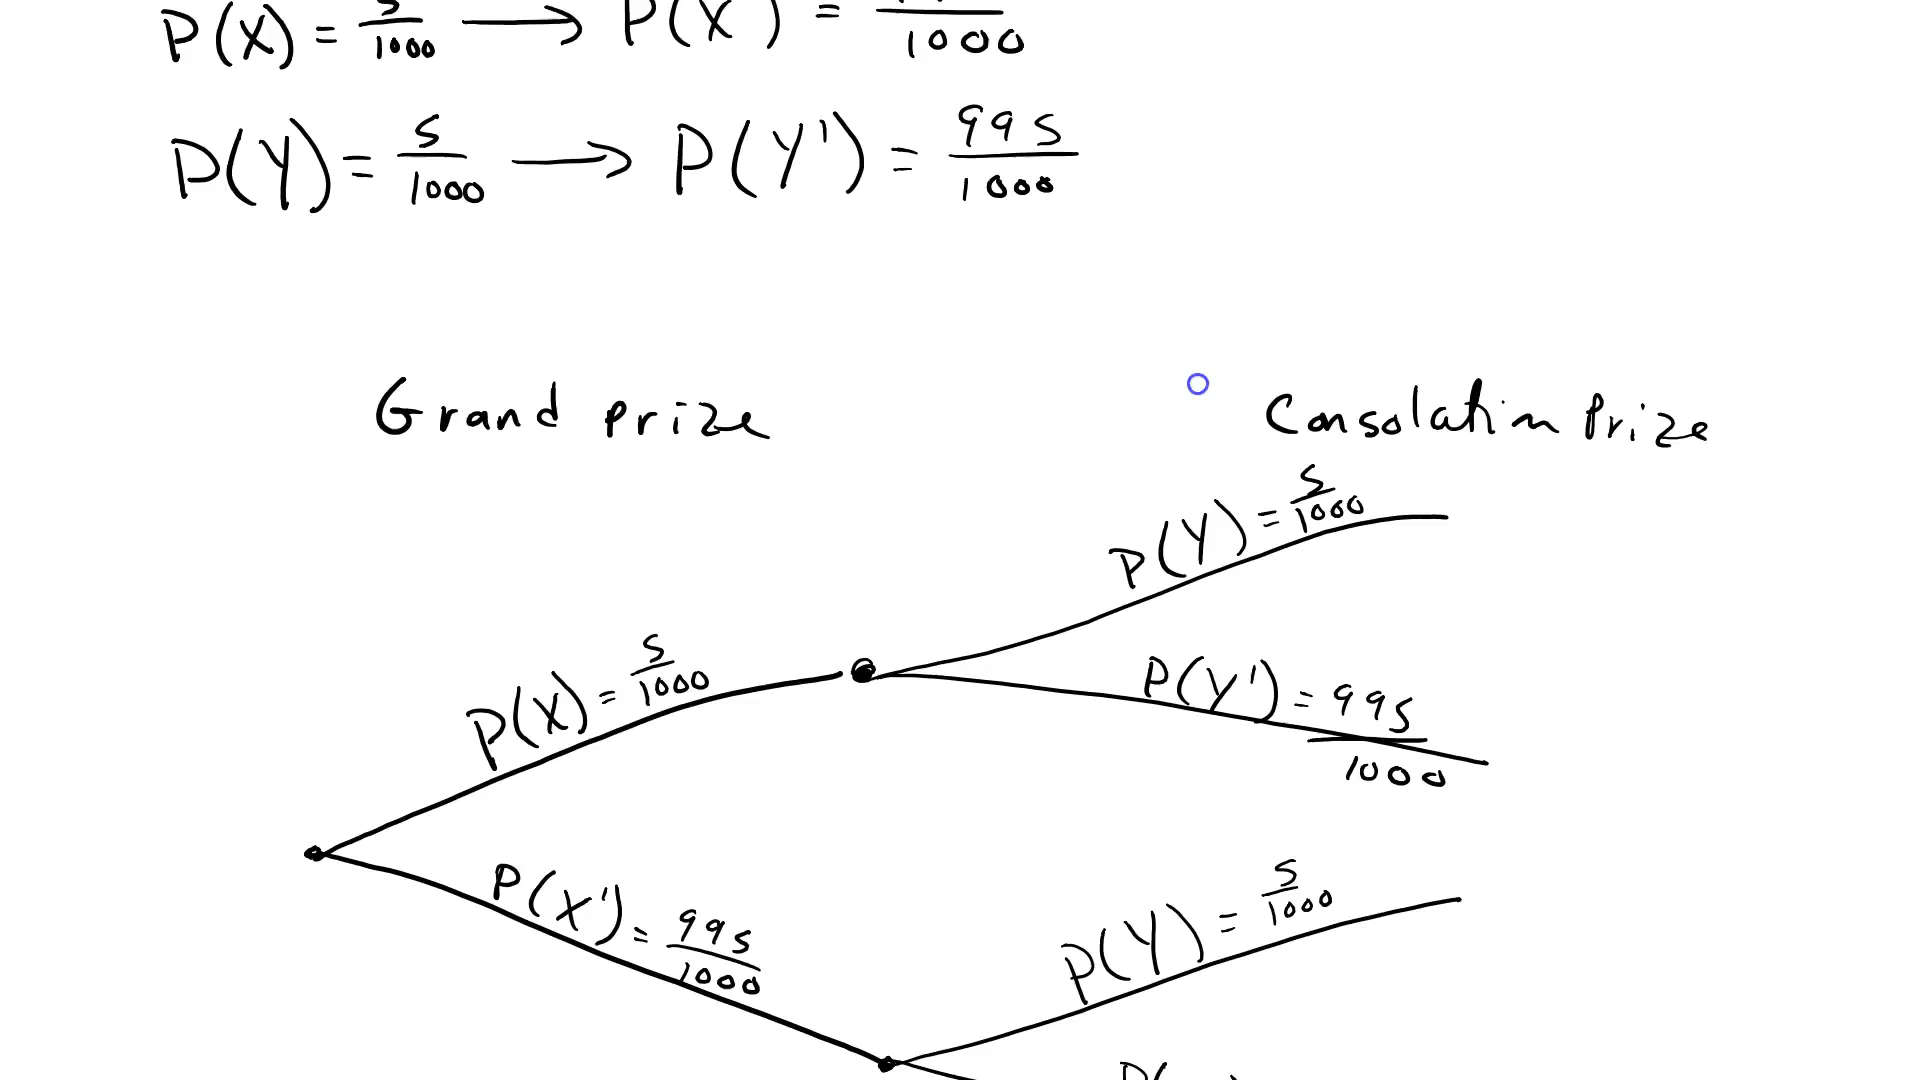 P(X) = 5/1000 → P(X') = /1000
P(Y) = 5/1000 → P(Y') = 995/1000
Grand prize Consolation Prize
P(Y) = 5/1000
P(X) = 5/1000
P(Y') = 995/1000
P(X') = 995/1000
P(Y) = 5/1000